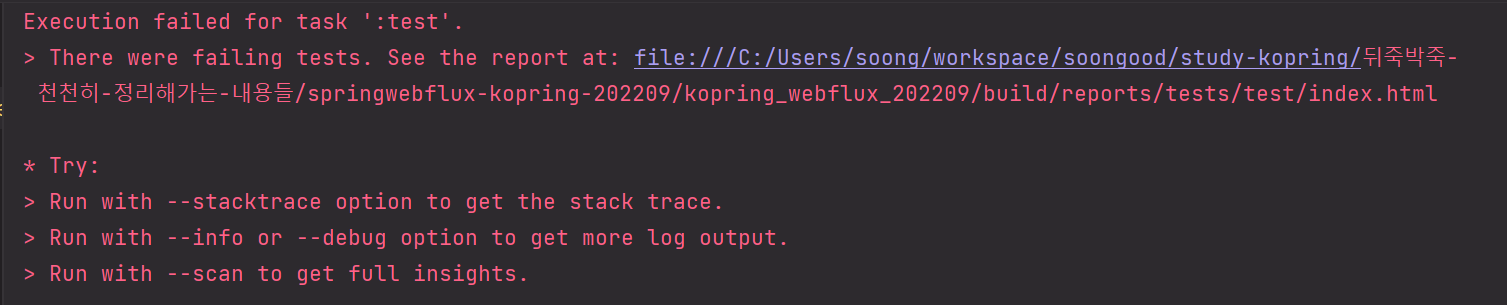 Execution failed for task ':test'.
> There were failing tests. See the report at: file:///C:/Users/soong/workspace/soongood/study-kopring/뒤죽박죽-
천천히-정리해가는-내용들/springwebflux-kopring-202209/kopring_webflux_202209/build/reports/tests/test/index.html
* Try:
> Run with --stacktrace option to get the stack trace.
> Run with --info or --debug option to get more log output.
> Run with --scan to get full insights.